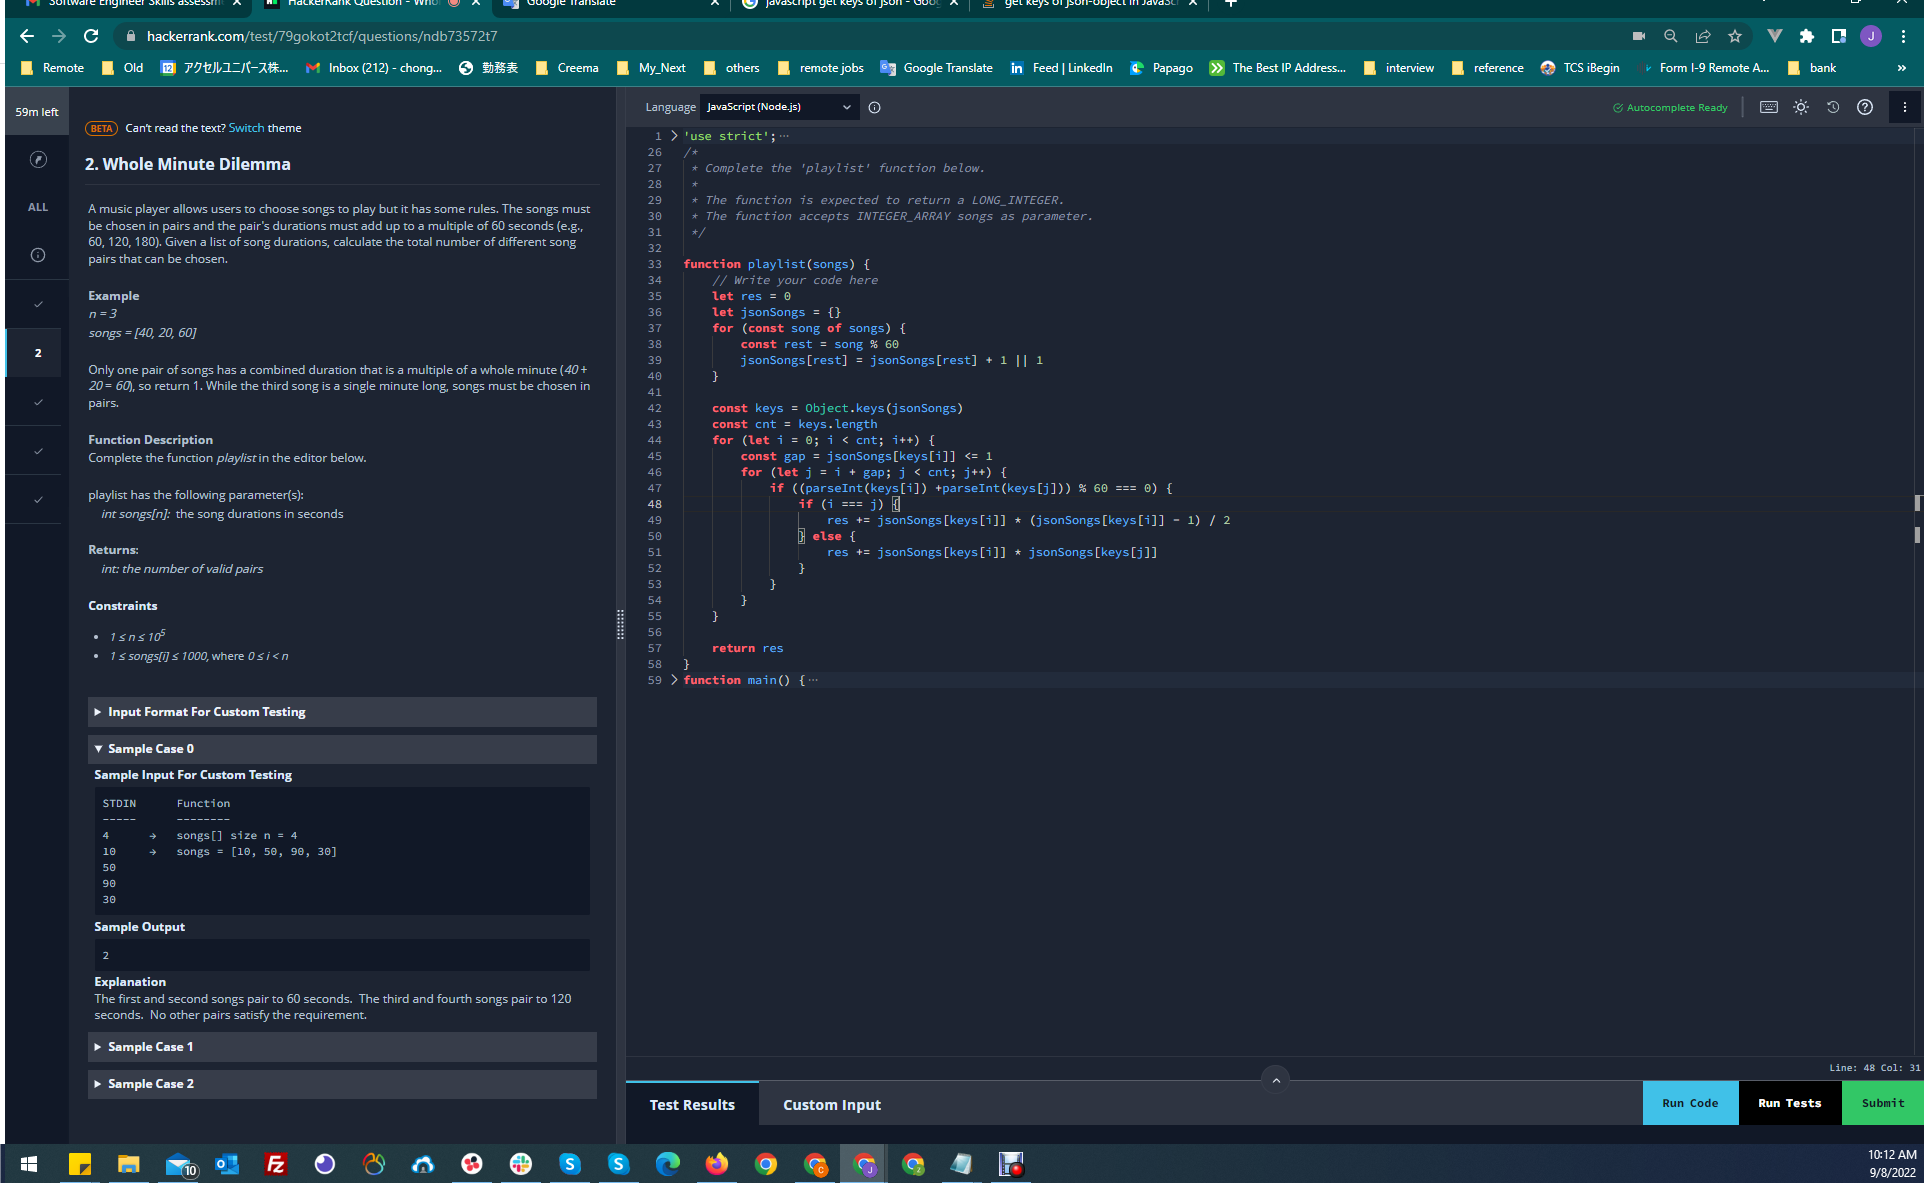 Software Engineer Skills assessm
HackerRank Question - Who
Google Translate
javascript get keys of json - Goo
get keys of json-object in JavaSc
hackerrank.com/test/79gokot2tcf/questions/ndb73572t7
J
Remote Old アクセルユニバース株... Inbox (212) - chong... 勤務表 Creema My_Next others remote jobs Google Translate Feed | LinkedIn Papago The Best IP Address... interview reference TCS iBegin Form I-9 Remote A... bank »
59m left
ALL
2
BETA Can't read the text? Switch theme
2. Whole Minute Dilemma
A music player allows users to choose songs to play but it has some rules. The songs must
be chosen in pairs and the pair's durations must add up to a multiple of 60 seconds (e.g.,
60, 120, 180). Given a list of song durations, calculate the total number of different song
pairs that can be chosen.
Example
n = 3
songs = [40, 20, 60]
Only one pair of songs has a combined duration that is a multiple of a whole minute (40 +
20 = 60), so return 1. While the third song is a single minute long, songs must be chosen in
pairs.
Function Description
Complete the function playlist in the editor below.
playlist has the following parameter(s):
int songs[n]: the song durations in seconds
Returns:
int: the number of valid pairs
Constraints
• 1 ≤ n ≤ 10^5
• 1 ≤ songs[i] ≤ 1000, where 0 ≤ i < n
Input Format For Custom Testing
Sample Case 0
Sample Input For Custom Testing
STDIN Function
----- --------
4 → songs[] size n = 4
10 → songs = [10, 50, 90, 30]
50
90
30
Sample Output
2
Explanation
The first and second songs pair to 60 seconds. The third and fourth songs pair to 120
seconds. No other pairs satisfy the requirement.
Sample Case 1
Sample Case 2
Language JavaScript (Node.js)
Autocomplete Ready
1 'use strict';⋯
26 /*
27 * Complete the 'playlist' function below.
28 *
29 * The function is expected to return a LONG_INTEGER.
30 * The function accepts INTEGER_ARRAY songs as parameter.
31 */
32
33 function playlist(songs) {
34 // Write your code here
35 let res = 0
36 let jsonSongs = {}
37 for (const song of songs) {
38 const rest = song % 60
39 jsonSongs[rest] = jsonSongs[rest] + 1 || 1
40 }
41
42 const keys = Object.keys(jsonSongs)
43 const cnt = keys.length
44 for (let i = 0; i < cnt; i++) {
45 const gap = jsonSongs[keys[i]] <= 1
46 for (let j = i + gap; j < cnt; j++) {
47 if ((parseInt(keys[i]) +parseInt(keys[j])) % 60 === 0) {
48 if (i === j) {
49 res += jsonSongs[keys[i]] * (jsonSongs[keys[i]] - 1) / 2
50 } else {
51 res += jsonSongs[keys[i]] * jsonSongs[keys[j]]
52 }
53 }
54 }
55 }
56
57 return res
58 }
59 function main() {⋯
Line: 48 Col: 31
Test Results Custom Input
Run Code Run Tests Submit
10:12 AM
9/8/2022